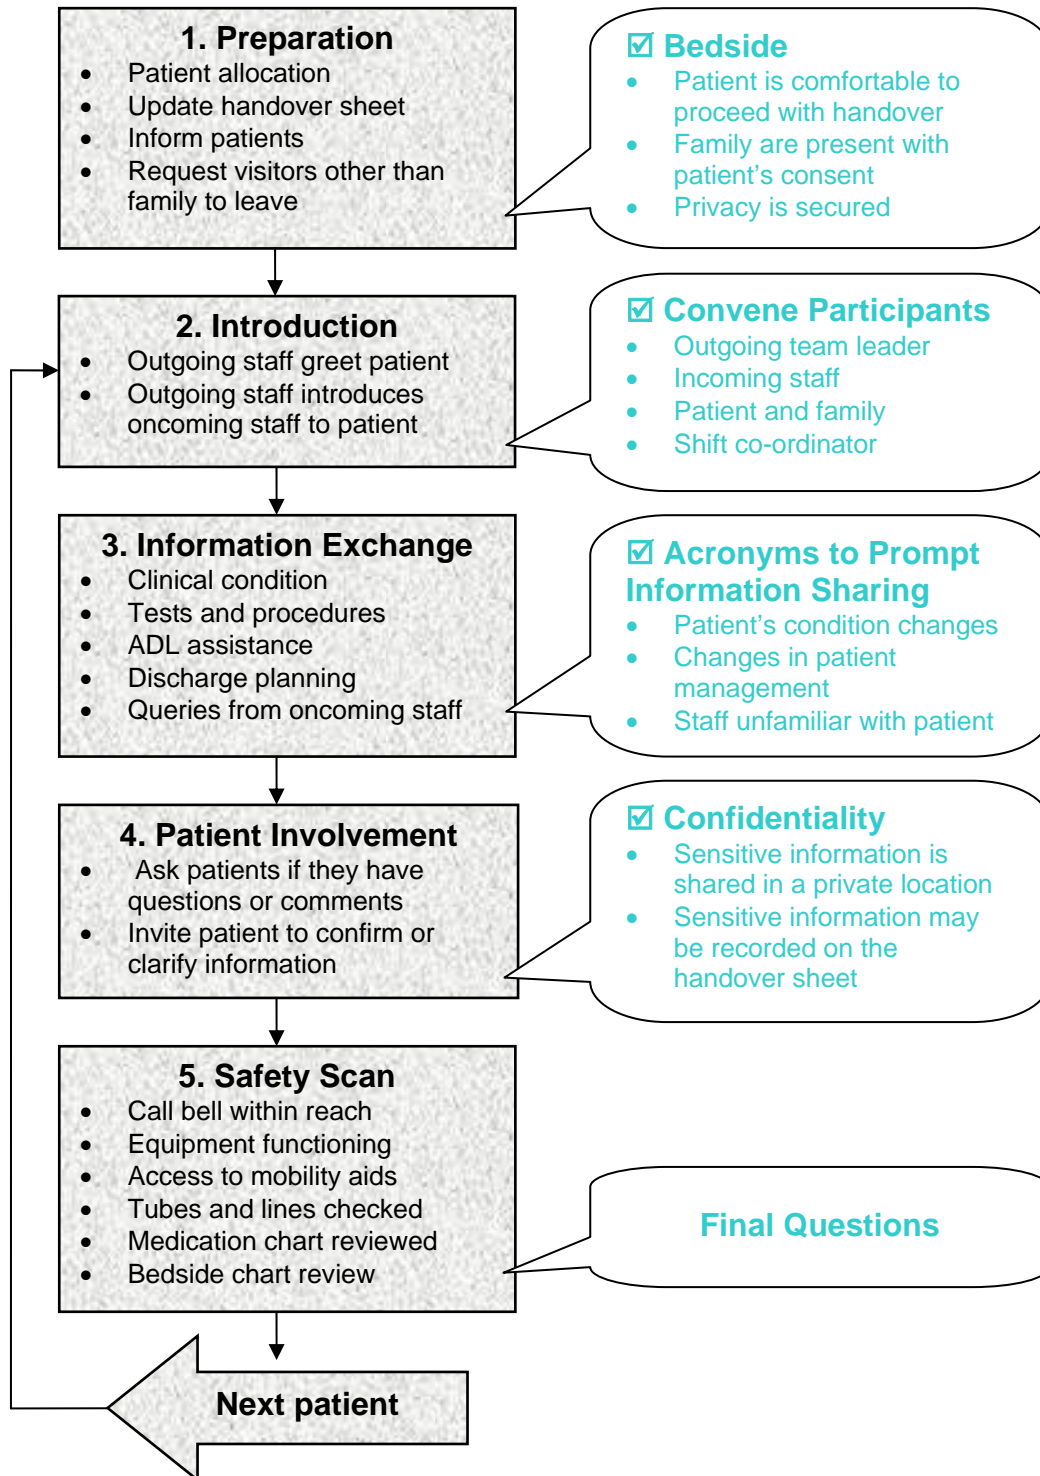 1. Preparation
• Patient allocation
• Update handover sheet
• Inform patients
• Request visitors other than
family to leave
☑ Bedside
• Patient is comfortable to
proceed with handover
• Family are present with
patient's consent
• Privacy is secured
2. Introduction
• Outgoing staff greet patient
• Outgoing staff introduces
oncoming staff to patient
☑ Convene Participants
• Outgoing team leader
• Incoming staff
• Patient and family
• Shift co-ordinator
3. Information Exchange
• Clinical condition
• Tests and procedures
• ADL assistance
• Discharge planning
• Queries from oncoming staff
☑ Acronyms to Prompt
Information Sharing
• Patient's condition changes
• Changes in patient
management
• Staff unfamiliar with patient
4. Patient Involvement
• Ask patients if they have
questions or comments
• Invite patient to confirm or
clarify information
☑ Confidentiality
• Sensitive information is
shared in a private location
• Sensitive information may
be recorded on the
handover sheet
5. Safety Scan
• Call bell within reach
• Equipment functioning
• Access to mobility aids
• Tubes and lines checked
• Medication chart reviewed
• Bedside chart review
Final Questions
Next patient